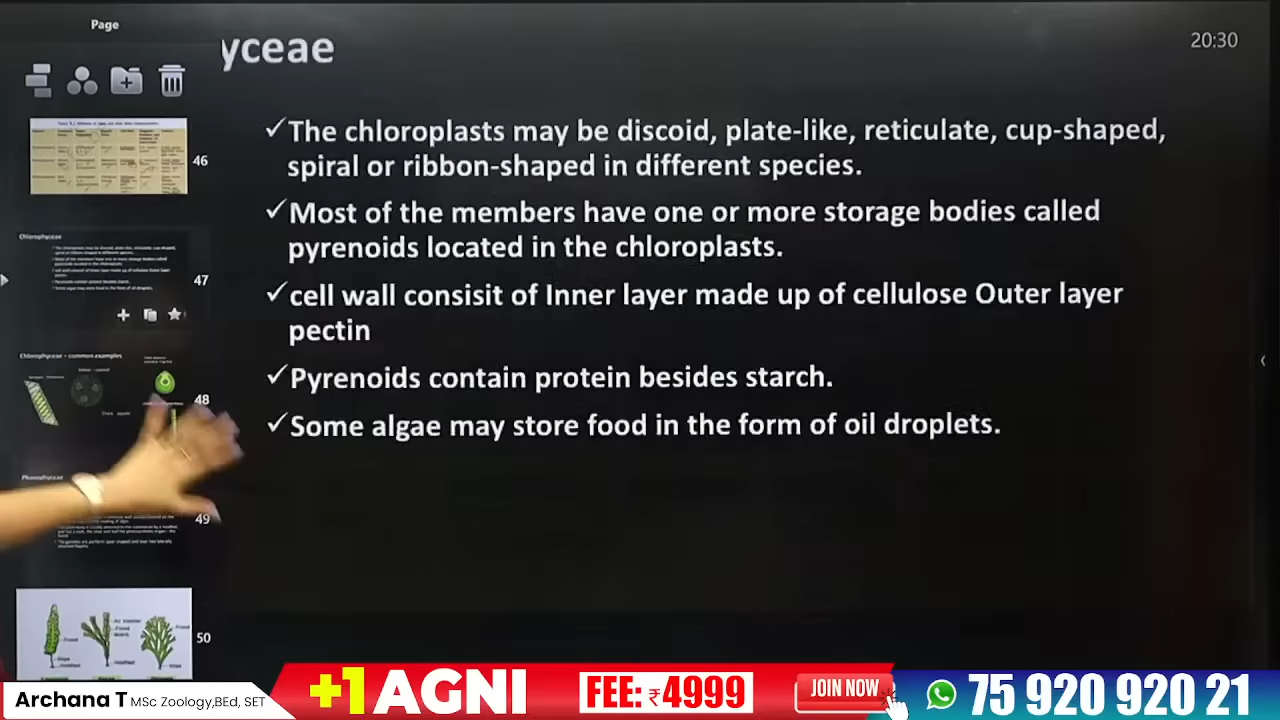 Page
yceae
20:30
The chloroplasts may be discoid, plate-like, reticulate, cup-shaped,
spiral or ribbon-shaped in different species.
Most of the members have one or more storage bodies called
pyrenoids located in the chloroplasts.
cell wall consisit of Inner layer made up of cellulose Outer layer
pectin
Pyrenoids contain protein besides starch.
Some algae may store food in the form of oil droplets.
46
Chlorophyceae
47
Chlorophyceae - common examples
48
49
50
Archana T MSc Zoology,BEd, SET
+1 AGNI
FEE: ₹4999
JOIN NOW
75 920 920 21